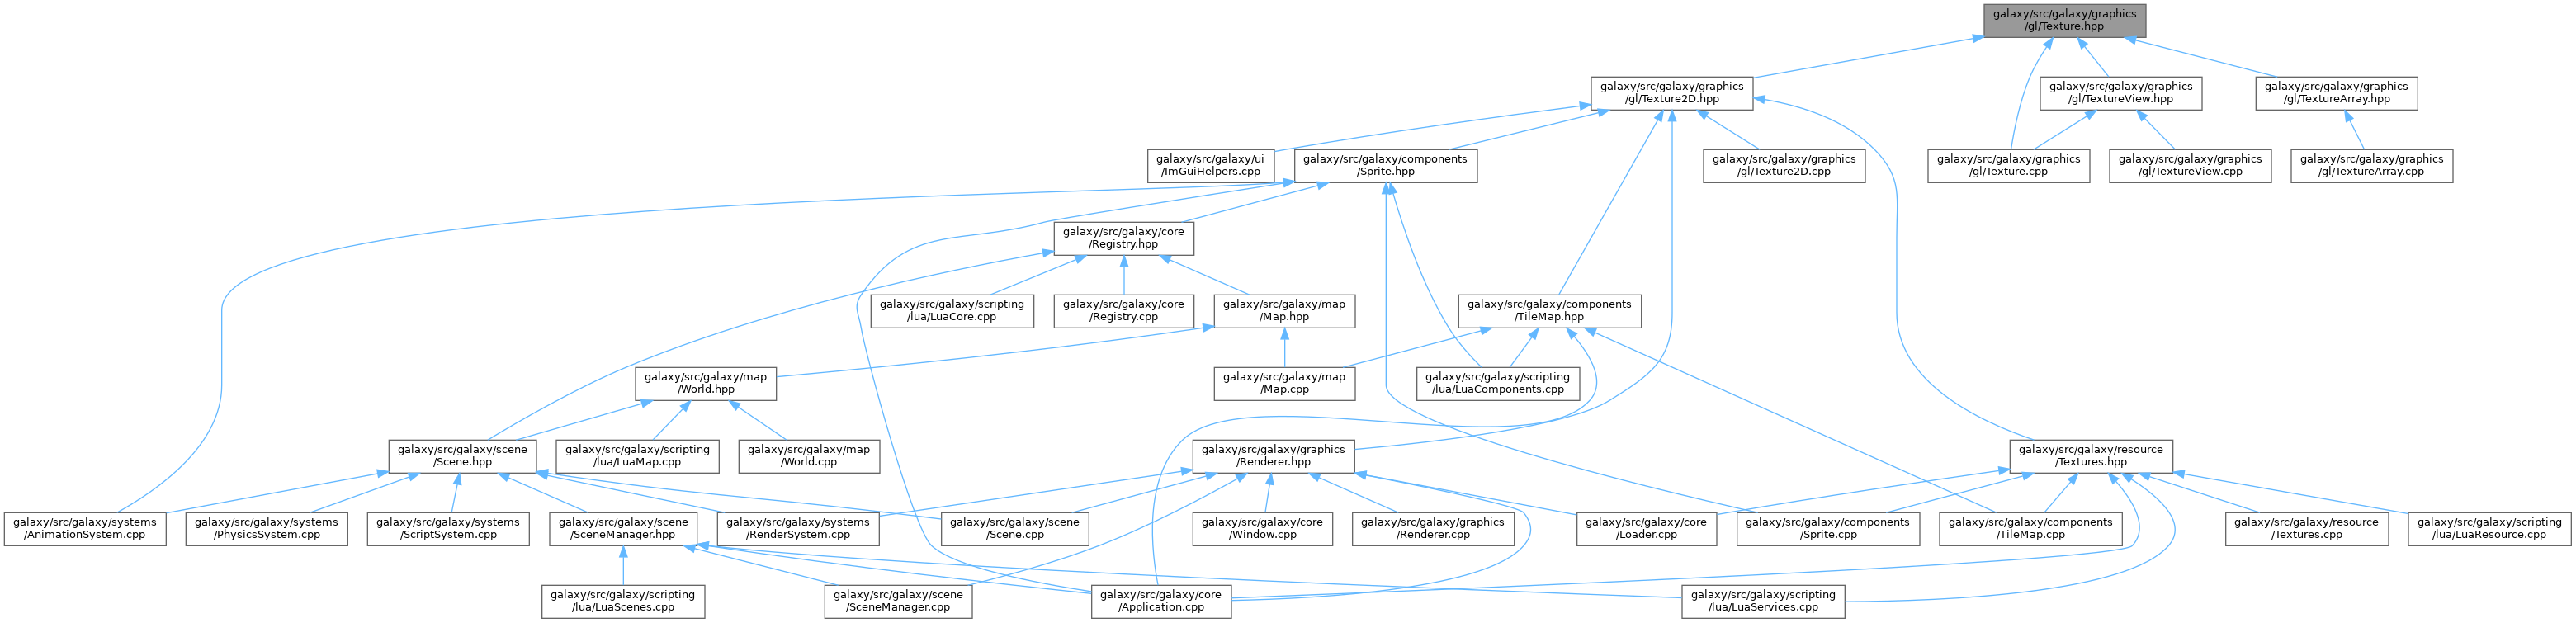 galaxy/src/galaxy/graphics
/gl/Texture.hpp
galaxy/src/galaxy/graphics
/gl/Texture2D.hpp
galaxy/src/galaxy/graphics
/gl/TextureView.hpp
galaxy/src/galaxy/graphics
/gl/TextureArray.hpp
galaxy/src/galaxy/ui
/ImGuiHelpers.cpp
galaxy/src/galaxy/components
/Sprite.hpp
galaxy/src/galaxy/graphics
/gl/Texture2D.cpp
galaxy/src/galaxy/graphics
/gl/Texture.cpp
galaxy/src/galaxy/graphics
/gl/TextureView.cpp
galaxy/src/galaxy/graphics
/gl/TextureArray.cpp
galaxy/src/galaxy/core
/Registry.hpp
galaxy/src/galaxy/scripting
/lua/LuaCore.cpp
galaxy/src/galaxy/core
/Registry.cpp
galaxy/src/galaxy/map
/Map.hpp
galaxy/src/galaxy/components
/TileMap.hpp
galaxy/src/galaxy/map
/World.hpp
galaxy/src/galaxy/map
/Map.cpp
galaxy/src/galaxy/scripting
/lua/LuaComponents.cpp
galaxy/src/galaxy/scene
/Scene.hpp
galaxy/src/galaxy/scripting
/lua/LuaMap.cpp
galaxy/src/galaxy/map
/World.cpp
galaxy/src/galaxy/graphics
/Renderer.hpp
galaxy/src/galaxy/resource
/Textures.hpp
galaxy/src/galaxy/systems
/AnimationSystem.cpp
galaxy/src/galaxy/systems
/PhysicsSystem.cpp
galaxy/src/galaxy/systems
/ScriptSystem.cpp
galaxy/src/galaxy/scene
/SceneManager.hpp
galaxy/src/galaxy/systems
/RenderSystem.cpp
galaxy/src/galaxy/scene
/Scene.cpp
galaxy/src/galaxy/core
/Window.cpp
galaxy/src/galaxy/graphics
/Renderer.cpp
galaxy/src/galaxy/core
/Loader.cpp
galaxy/src/galaxy/components
/Sprite.cpp
galaxy/src/galaxy/components
/TileMap.cpp
galaxy/src/galaxy/resource
/Textures.cpp
galaxy/src/galaxy/scripting
/lua/LuaResource.cpp
galaxy/src/galaxy/scripting
/lua/LuaScenes.cpp
galaxy/src/galaxy/scene
/SceneManager.cpp
galaxy/src/galaxy/core
/Application.cpp
galaxy/src/galaxy/scripting
/lua/LuaServices.cpp